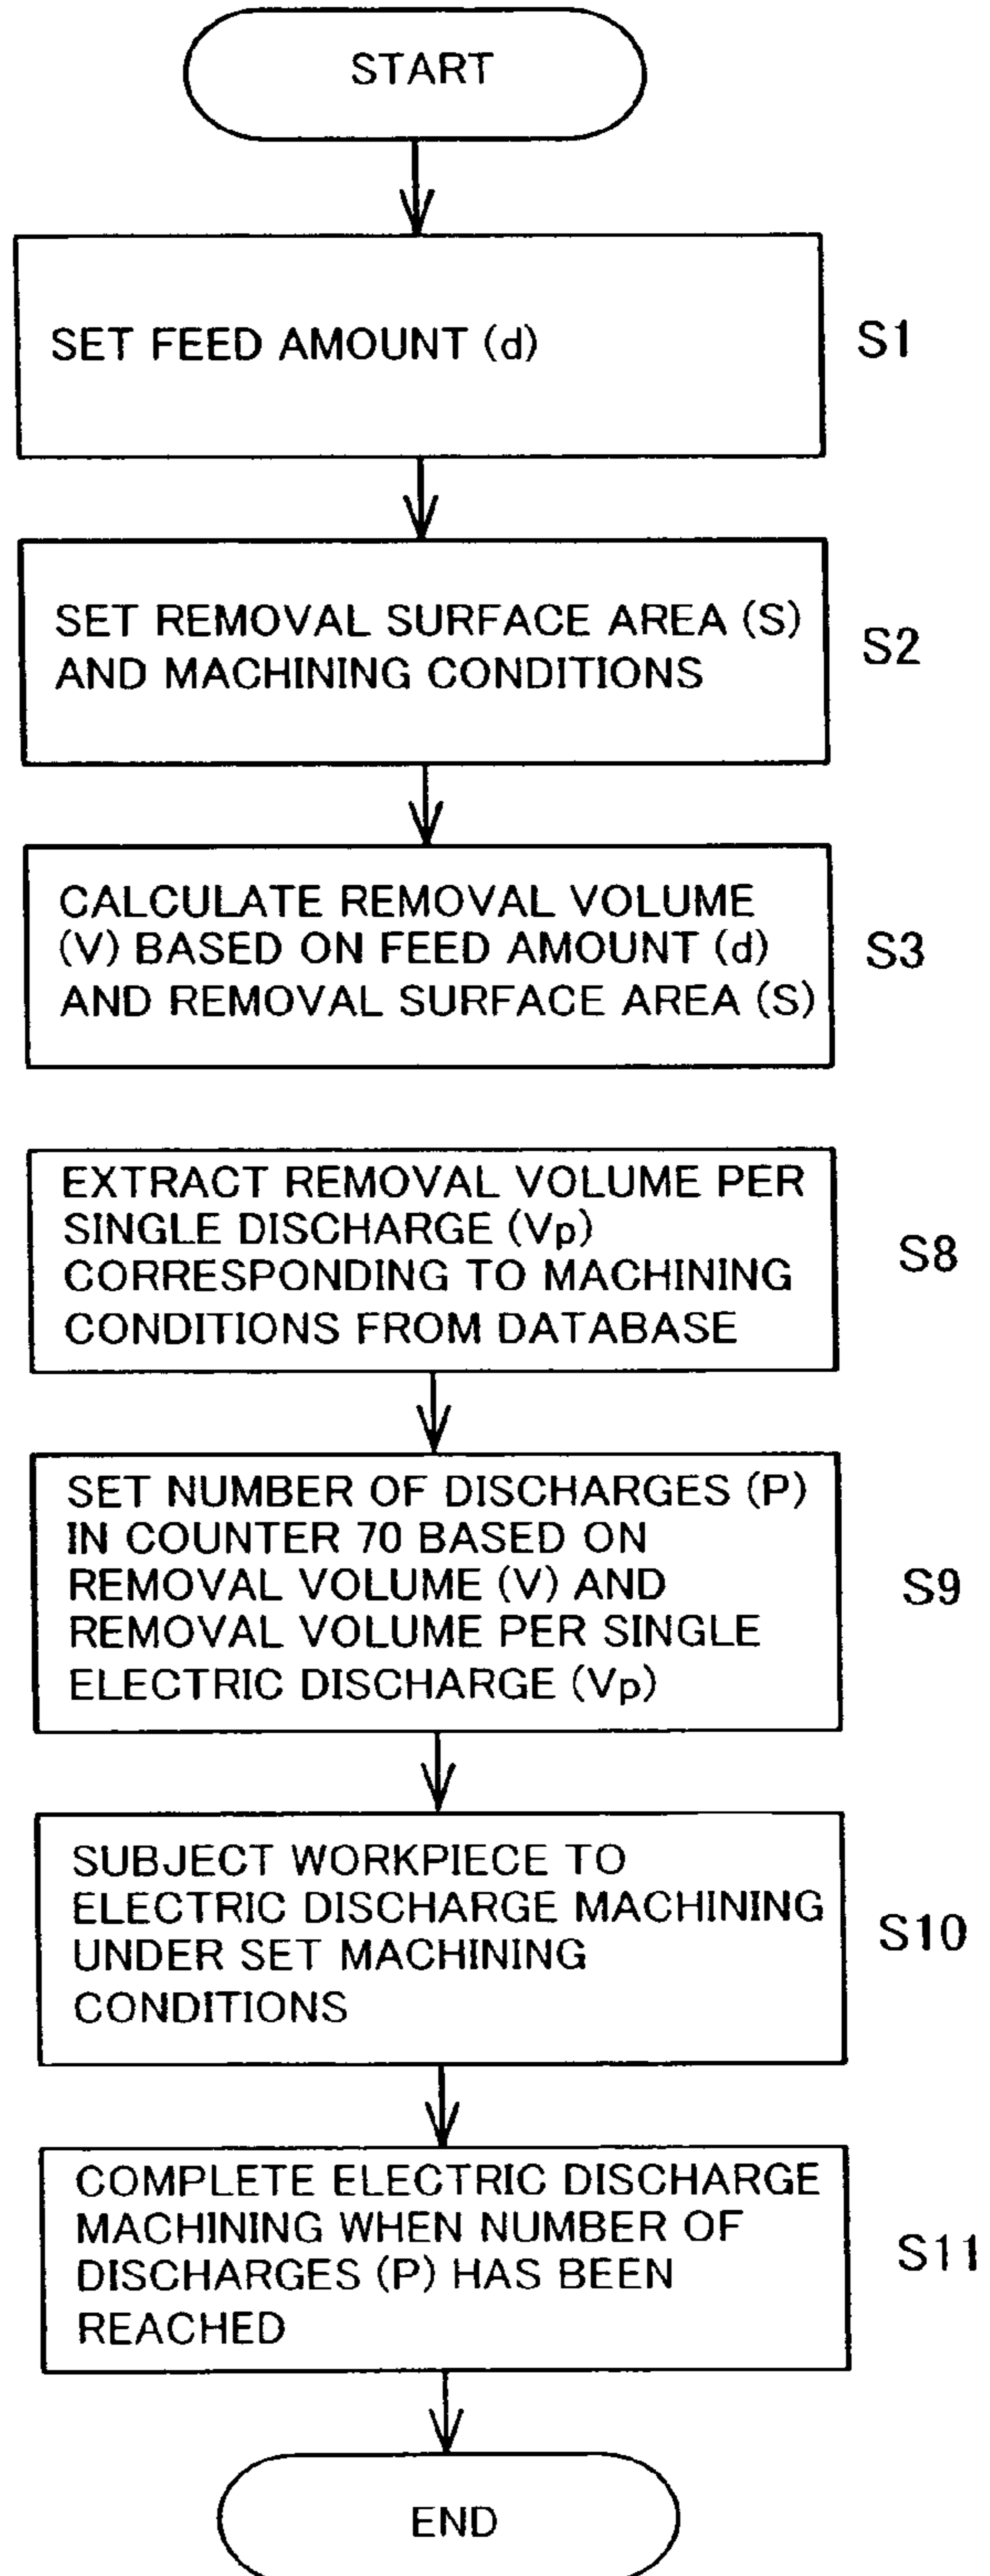 START
SET FEED AMOUNT (d)
S1
SET REMOVAL SURFACE AREA (S)
AND MACHINING CONDITIONS
S2
CALCULATE REMOVAL VOLUME
(V) BASED ON FEED AMOUNT (d)
AND REMOVAL SURFACE AREA (S)
S3
EXTRACT REMOVAL VOLUME PER
SINGLE DISCHARGE (Vp)
CORRESPONDING TO MACHINING
CONDITIONS FROM DATABASE
S8
SET NUMBER OF DISCHARGES (P)
IN COUNTER 70 BASED ON
REMOVAL VOLUME (V) AND
REMOVAL VOLUME PER SINGLE
ELECTRIC DISCHARGE (Vp)
S9
SUBJECT WORKPIECE TO
ELECTRIC DISCHARGE MACHINING
UNDER SET MACHINING
CONDITIONS
S10
COMPLETE ELECTRIC DISCHARGE
MACHINING WHEN NUMBER OF
DISCHARGES (P) HAS BEEN
REACHED
S11
END